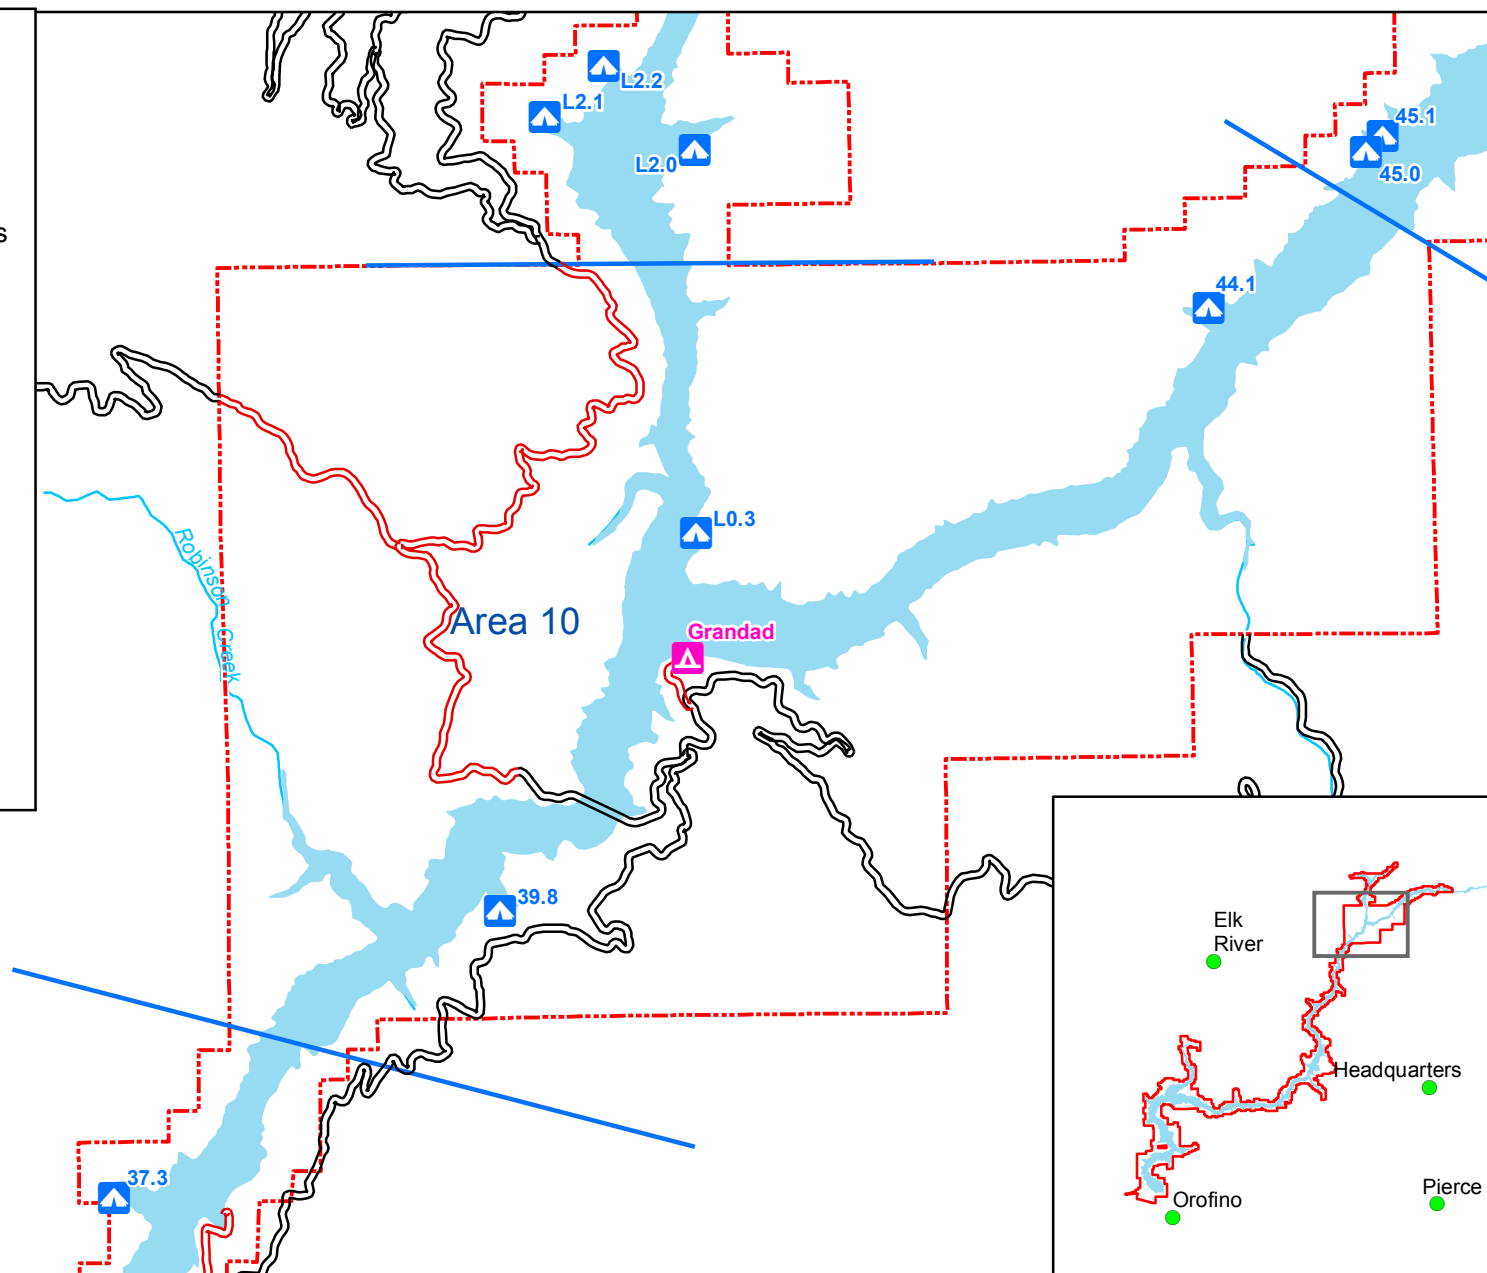 L2.2
L2.1
L2.0
45.1
45.0
s
44.1
L0.3
Robinson Creek
Area 10
Grandad
39.8
37.3
Elk
River
Headquarters
Orofino
Pierce